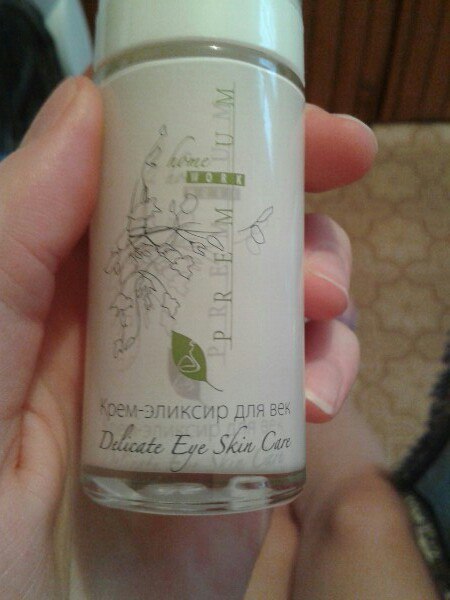 PREMIUM
home
WORK
Крем-эликсир для век
Delicate Eye Skin Care